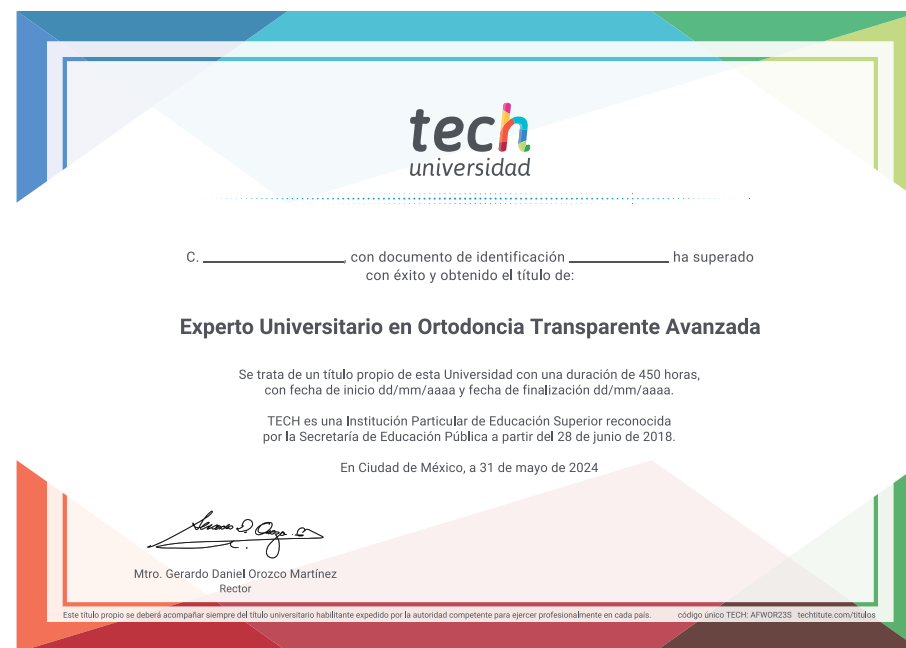 tech
universidad
C. ____________________, con documento de identificación ______________ ha superado
con éxito y obtenido el título de:
Experto Universitario en Ortodoncia Transparente Avanzada
Se trata de un título propio de esta Universidad con una duración de 450 horas,
con fecha de inicio dd/mm/aaaa y fecha de finalización dd/mm/aaaa.
TECH es una Institución Particular de Educación Superior reconocida
por la Secretaría de Educación Pública a partir del 28 de junio de 2018.
En Ciudad de México, a 31 de mayo de 2024
Mtro. Gerardo Daniel Orozco Martínez
Rector
Este título propio se deberá acompañar siempre del título universitario habilitante expedido por la autoridad competente para ejercer profesionalmente en cada país. código único TECH: AFWOR23S techtitute.com/titulos